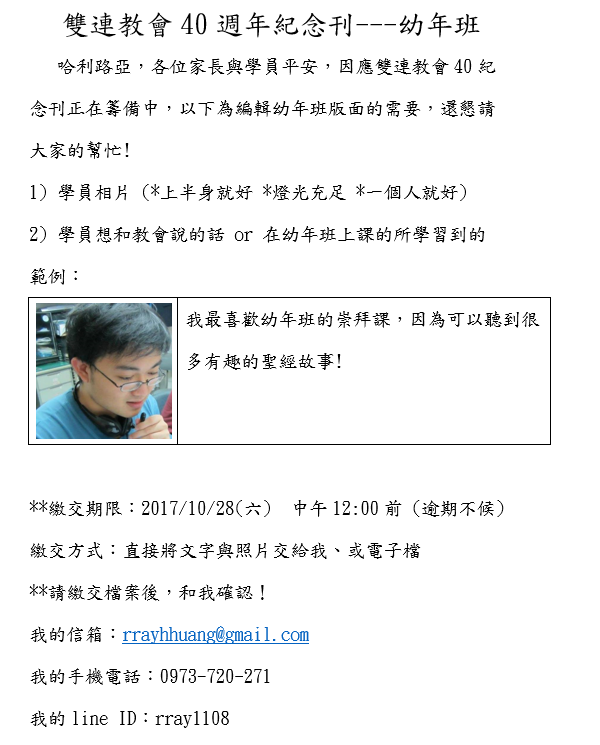 雙連教會 40 週年紀念刊---幼年班
哈利路亞，各位家長與學員平安，因應雙連教會 40 紀
念刊正在籌備中，以下為編輯幼年班版面的需要，還懇請
大家的幫忙!
1) 學員相片 (*上半身就好 *燈光充足 *一個人就好)
2) 學員想和教會說的話 or 在幼年班上課的所學習到的
範例：
我最喜歡幼年班的崇拜課，因為可以聽到很
多有趣的聖經故事!
**繳交期限：2017/10/28(六) 中午 12:00 前 (逾期不候)
繳交方式：直接將文字與照片交給我、或電子檔
**請繳交檔案後，和我確認！
我的信箱：rrayhhuang@gmail.com
我的手機電話：0973-720-271
我的 line ID：rray1108